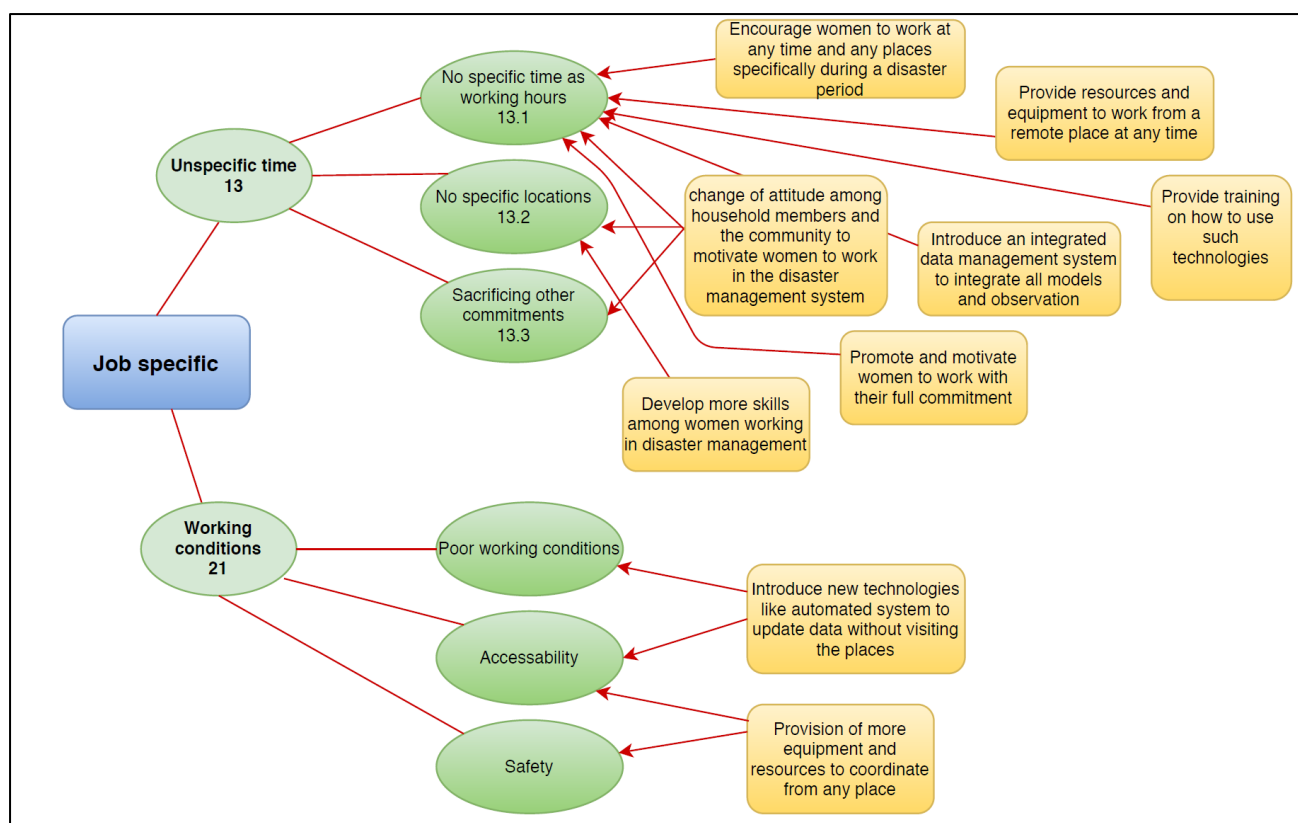 Encourage women to work at
any time and any places
specifically during a disaster
period
No specific time as
working hours
13.1
Provide resources and
equipment to work from a
remote place at any time
Unspecific time
13
No specific locations
13.2
change of attitude among
household members and
the community to
motivate women to work
in the disaster
management system
Provide training
on how to use
such
technologies
Introduce an integrated
data management system
to integrate all models
and observation
Sacrificing other
commitments
13.3
Job specific
Promote and motivate
women to work with
their full commitment
Develop more skills
among women working
in disaster management
Working
conditions
21
Poor working conditions
Introduce new technologies
like automated system to
update data without visiting
the places
Accessability
Provision of more
equipment and
resources to coordinate
from any place
Safety